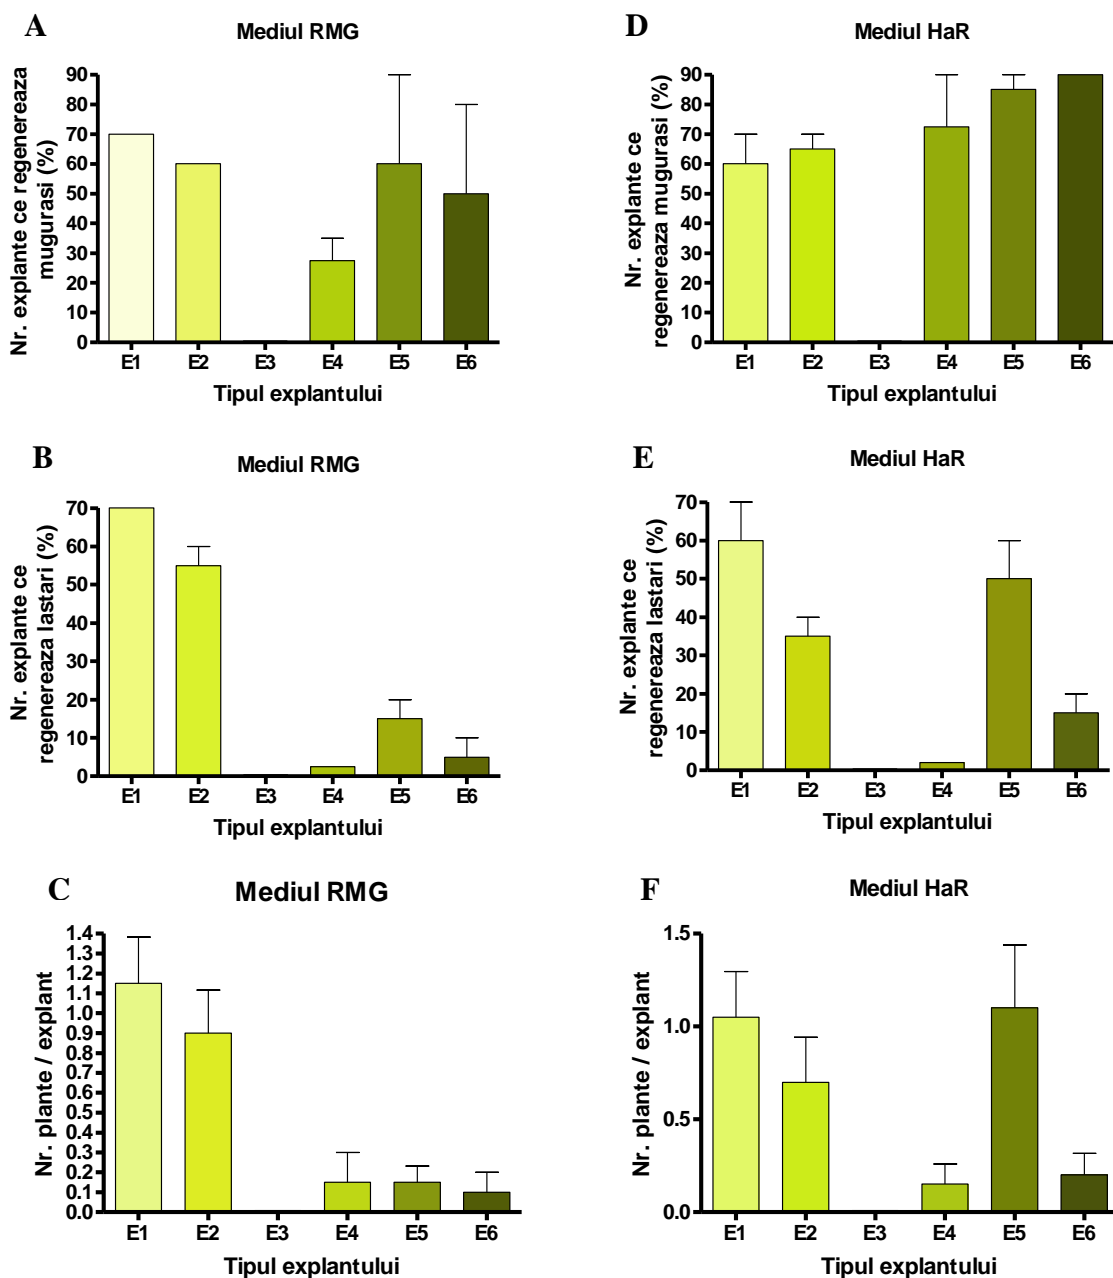 A
Mediul RMG
Nr. explante ce regenereaza
mugurasi (%)
90
80
70
60
50
40
30
20
10
0
E1 E2 E3 E4 E5 E6
Tipul explantului
D
Mediul HaR
Nr. explante ce
regenereaza mugurasi (%)
90
80
70
60
50
40
30
20
10
0
E1 E2 E3 E4 E5 E6
Tipul explantului
B
Mediul RMG
Nr. explante ce
regenereaza lastari (%)
70
60
50
40
30
20
10
0
E1 E2 E3 E4 E5 E6
Tipul explantului
E
Mediul HaR
Nr. explante ce
regenereaza lastari (%)
70
60
50
40
30
20
10
0
E1 E2 E3 E4 E5 E6
Tipul explantului
C
Mediul RMG
Nr. plante / explant
1.4
1.3
1.2
1.1
1.0
0.9
0.8
0.7
0.6
0.5
0.4
0.3
0.2
0.1
0.0
E1 E2 E3 E4 E5 E6
Tipul explantului
F
Mediul HaR
Nr. plante / explant
1.5
1.0
0.5
0.0
E1 E2 E3 E4 E5 E6
Tipul explantului